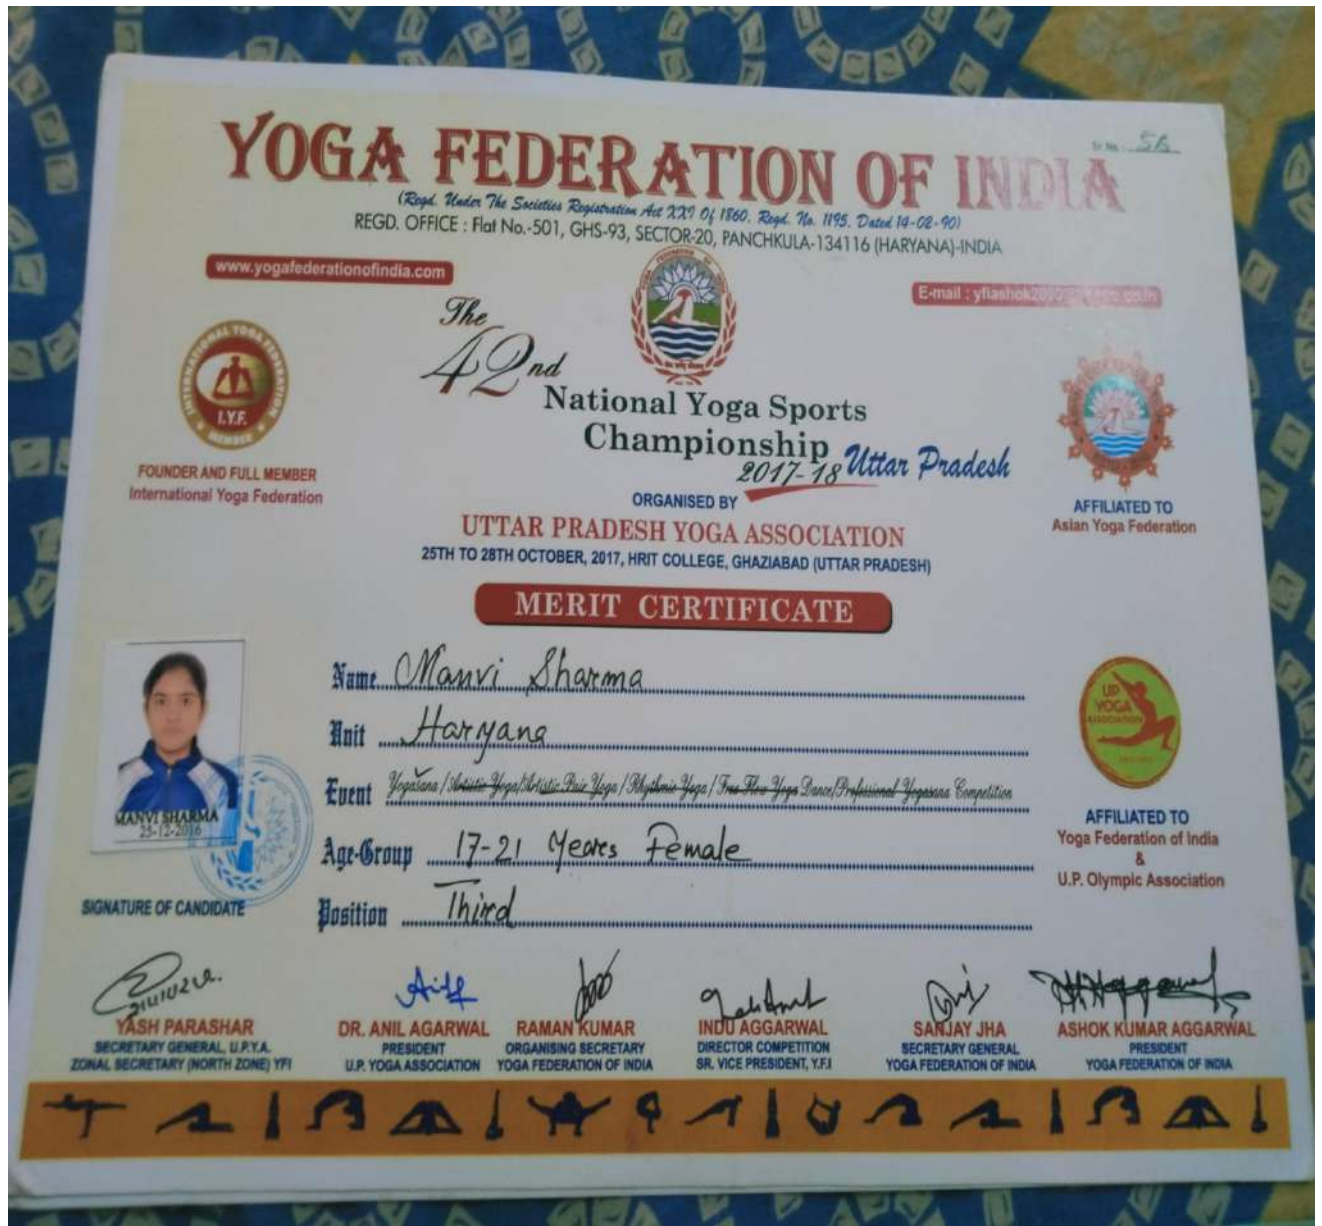 YOGA FEDERATION OF INDIA
Sr. No.
(Regd. Under The Societies Registration Act XXI Of 1860, Regd. No. 1195, Dated 14-02-90)
REGD. OFFICE : Flat No.-501, GHS-93, SECTOR-20, PANCHKULA-134116 (HARYANA)-INDIA
www.yogafederationofindia.com
E-mail :
The
42nd
National Yoga Sports
Championship
2017-18 Uttar Pradesh
INTERNATIONAL YOGA FEDERATION
I.Y.F.
MEMBER
FOUNDER AND FULL MEMBER
International Yoga Federation
AFFILIATED TO
Asian Yoga Federation
ORGANISED BY
UTTAR PRADESH YOGA ASSOCIATION
25TH TO 28TH OCTOBER, 2017, HRIT COLLEGE, GHAZIABAD (UTTAR PRADESH)
MERIT CERTIFICATE
Name Manvi Sharma
Unit Haryana
Event Yogasana / Artistic Yoga/Artistic Pair Yoga / Rhythmic Yoga / Free Flow Yoga Dance/Professional Yogasana Competition
Age-Group 17-21 Years Female
Position Third
MANVI SHARMA
25-12-2016
SIGNATURE OF CANDIDATE
UP
YOGA
ASSOCIATION
AFFILIATED TO
Yoga Federation of India
&
U.P. Olympic Association
YASH PARASHAR
SECRETARY GENERAL, U.P.Y.A.
ZONAL SECRETARY (NORTH ZONE) YFI
DR. ANIL AGARWAL
PRESIDENT
U.P. YOGA ASSOCIATION
RAMAN KUMAR
ORGANISING SECRETARY
YOGA FEDERATION OF INDIA
INDU AGGARWAL
DIRECTOR COMPETITION
SR. VICE PRESIDENT, Y.F.I
SANJAY JHA
SECRETARY GENERAL
YOGA FEDERATION OF INDIA
ASHOK KUMAR AGGARWAL
PRESIDENT
YOGA FEDERATION OF INDIA